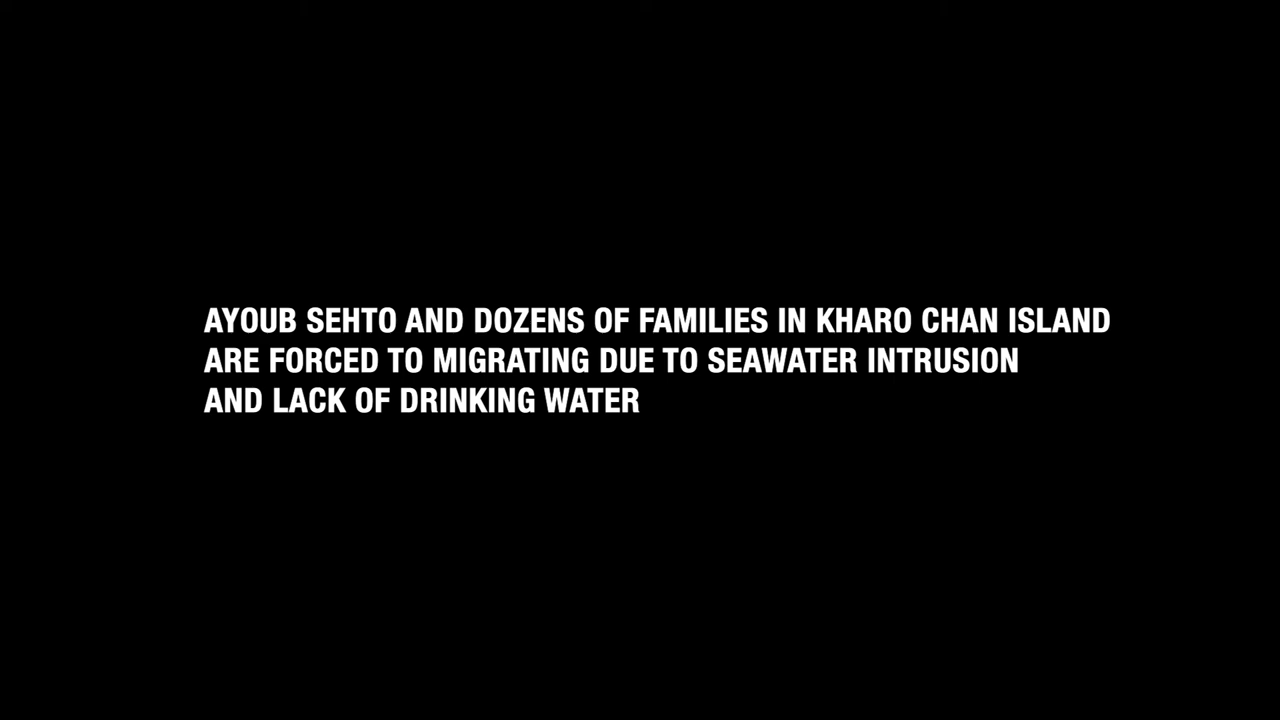 AYOUB SEHTO AND DOZENS OF FAMILIES IN KHARO CHAN ISLAND
ARE FORCED TO MIGRATING DUE TO SEAWATER INTRUSION
AND LACK OF DRINKING WATER